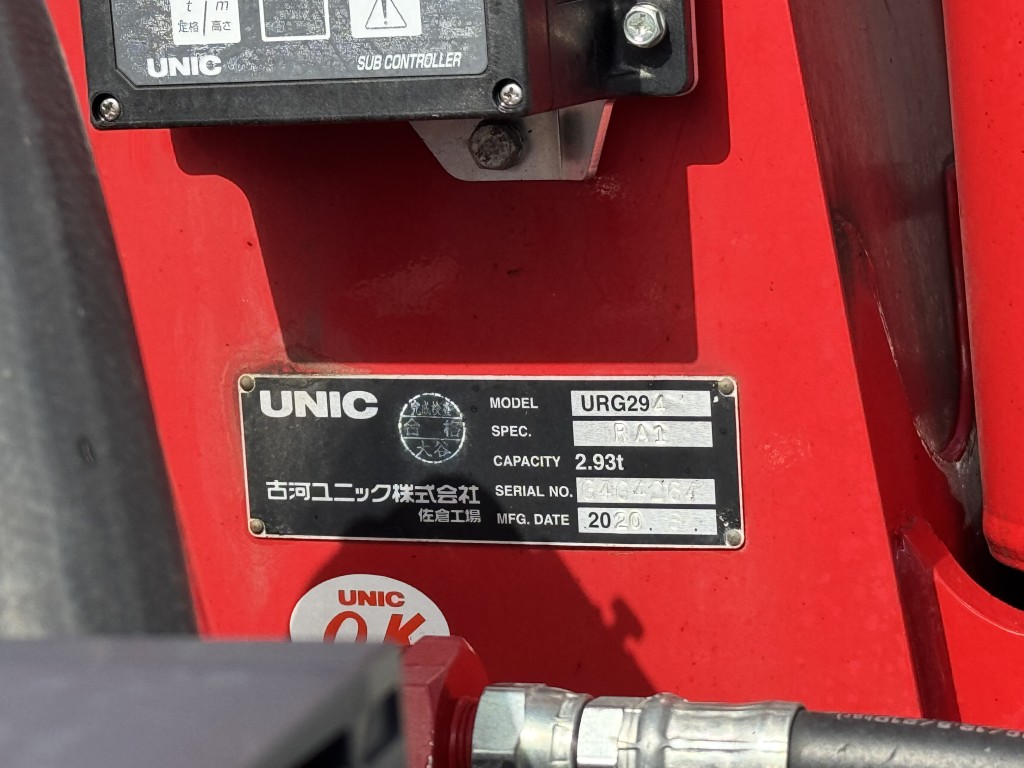 t m
定格 高さ
UNIC SUB CONTROLLER
UNIC
完成検査
合格
大谷
MODEL URG294
SPEC. RA1
CAPACITY 2.93t
SERIAL NO.
MFG. DATE 2020.
古河ユニック株式会社
佐倉工場
UNIC
OK